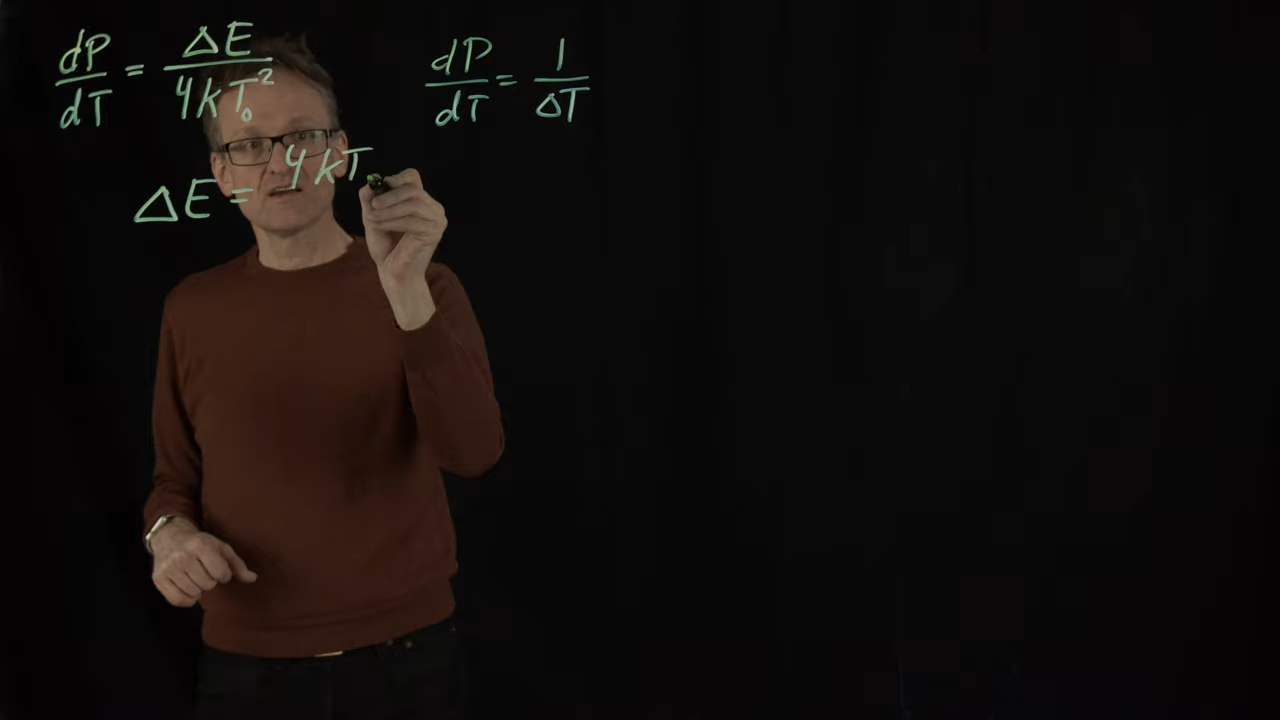 dP/dT = ΔE/4kT₀²
dP/dT = 1/ΔT
ΔE = 4kT